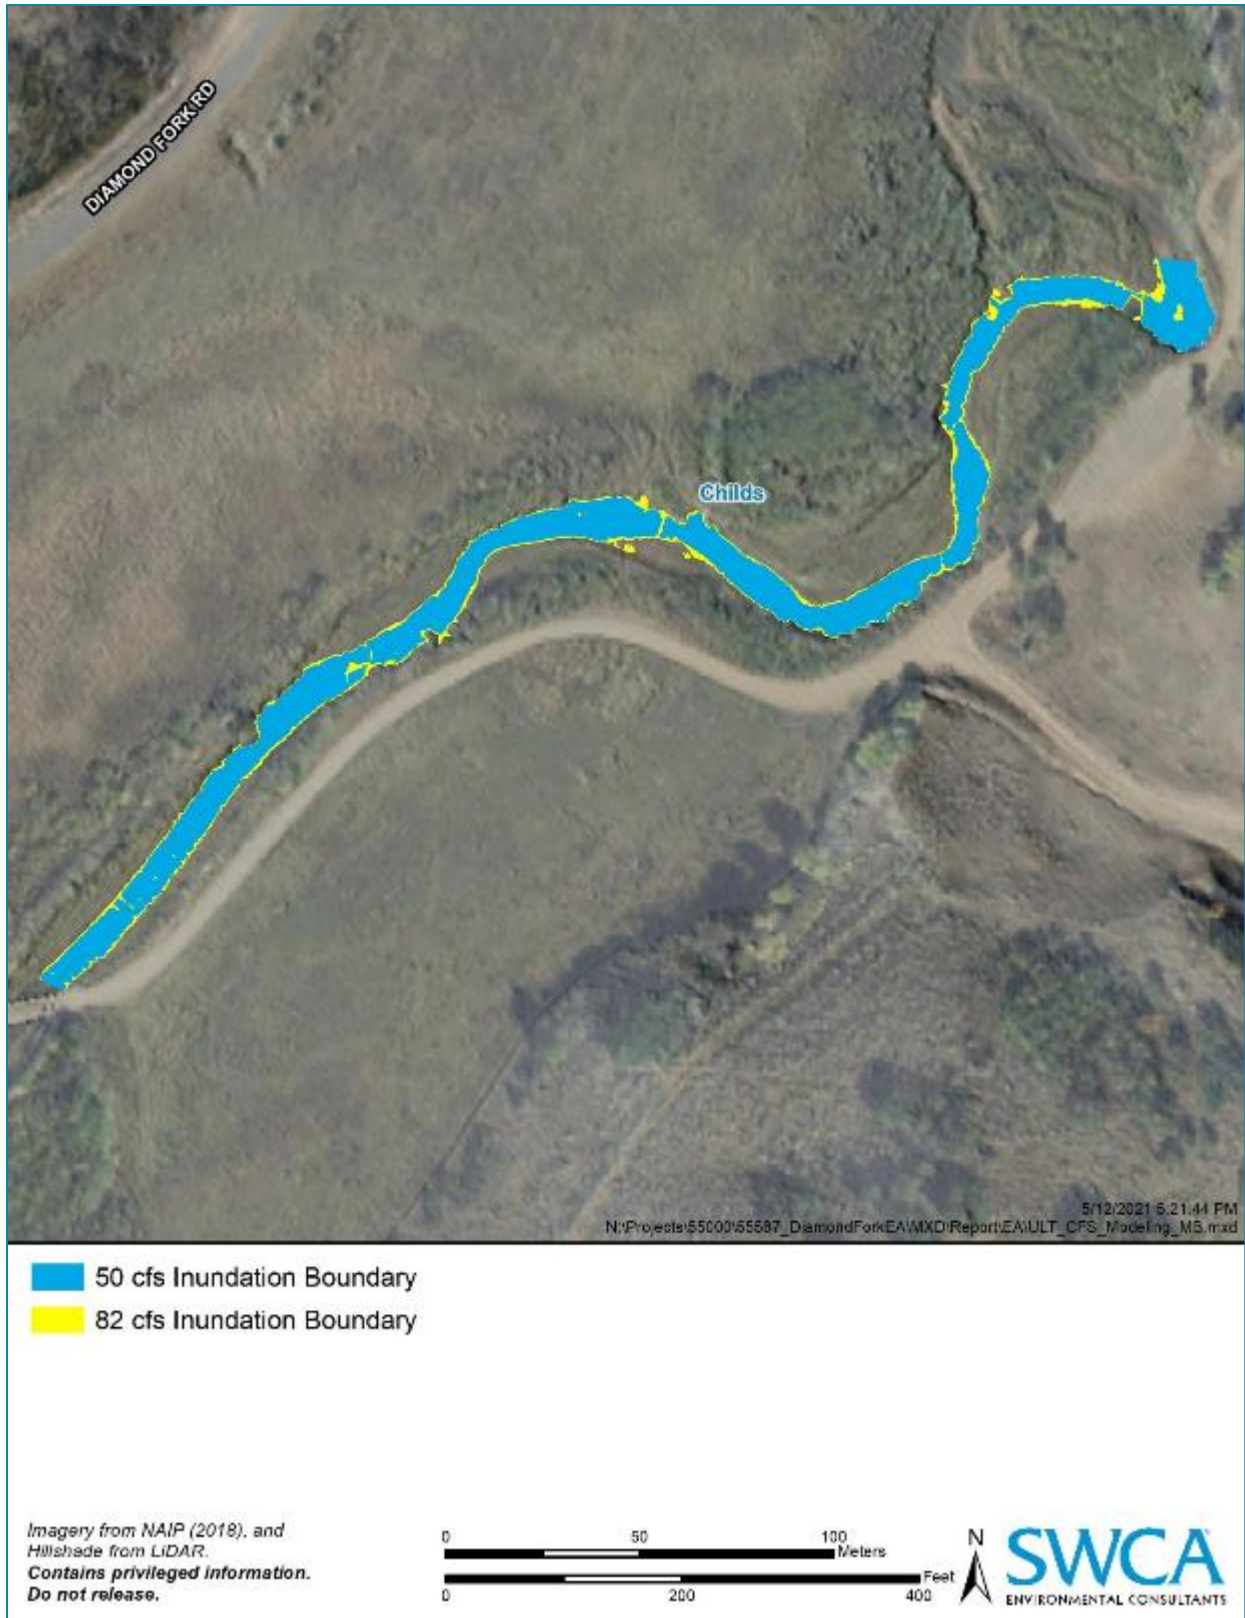 DIAMOND FORK RD
Childs
5/12/2021 5:21:44 PM
N:\Projects\55000\55587_DiamondForkEA\MXD\Report\EA\ULT_CFS_Modeling_MB.mxd
50 cfs Inundation Boundary
82 cfs Inundation Boundary
Imagery from NAIP (2018), and
Hillshade from LiDAR.
Contains privileged information.
Do not release.
0 50 100
Meters
Feet
0 200 400
N
SWCA
ENVIRONMENTAL CONSULTANTS